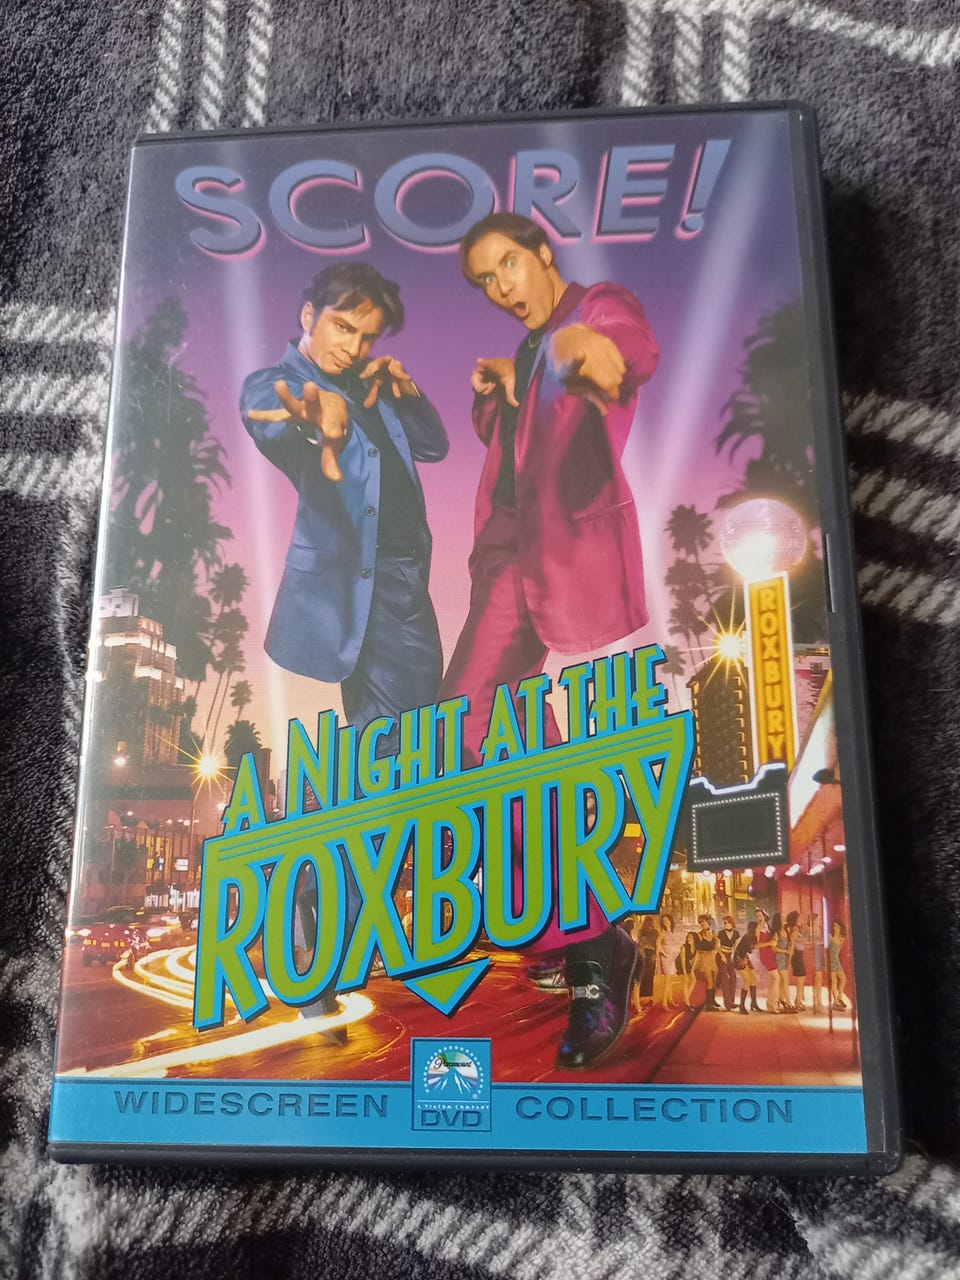 SCORE!
ROXBURY
A NIGHT AT THE
ROXBURY
Paramount
A VIACOM COMPANY
WIDESCREEN DVD COLLECTION